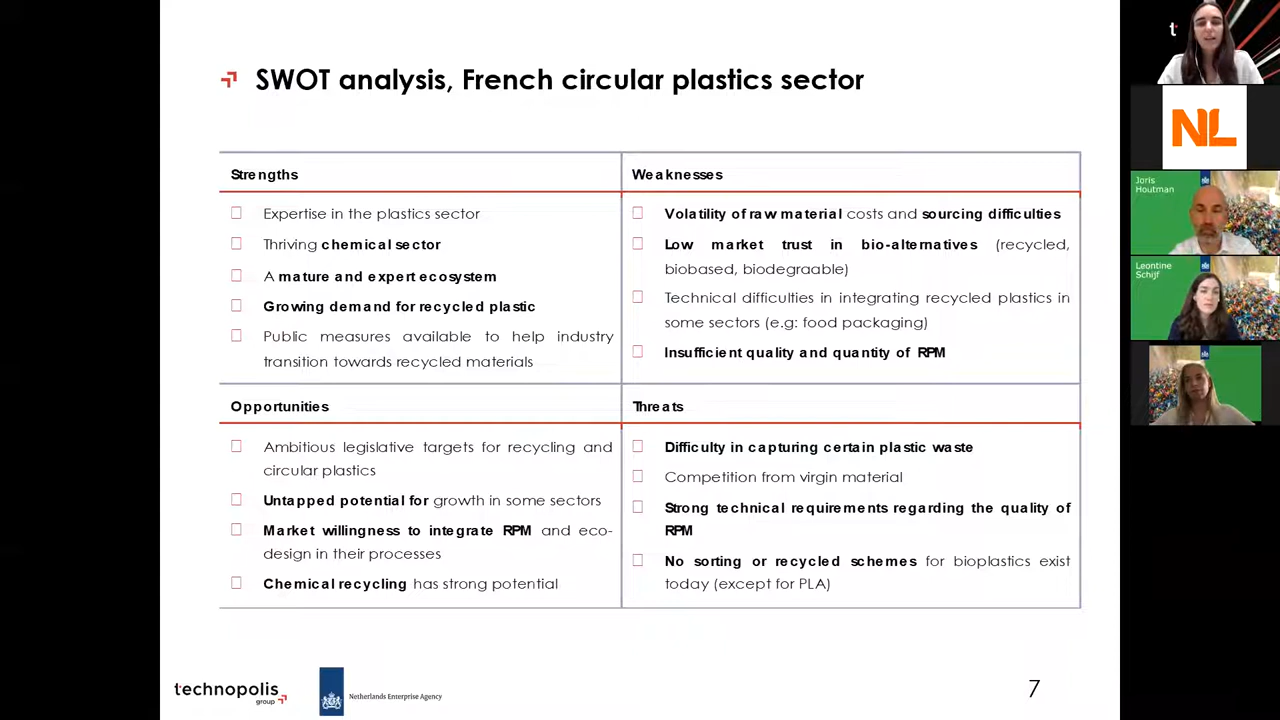 SWOT analysis, French circular plastics sector
Strengths
Expertise in the plastics sector
Thriving chemical sector
A mature and expert ecosystem
Growing demand for recycled plastic
Public measures available to help industry
transition towards recycled materials
Weaknesses
Volatility of raw material costs and sourcing difficulties
Low market trust in bio-alternatives (recycled,
biobased, biodegraable)
Technical difficulties in integrating recycled plastics in
some sectors (e.g: food packaging)
Insufficient quality and quantity of RPM
Opportunities
Ambitious legislative targets for recycling and
circular plastics
Untapped potential for growth in some sectors
Market willingness to integrate RPM and eco-
design in their processes
Chemical recycling has strong potential
Threats
Difficulty in capturing certain plastic waste
Competition from virgin material
Strong technical requirements regarding the quality of
RPM
No sorting or recycled schemes for bioplastics exist
today (except for PLA)
technopolis
group
Netherlands Enterprise Agency
7
t
NL
Joris
Houtman
Leontine
Schijf